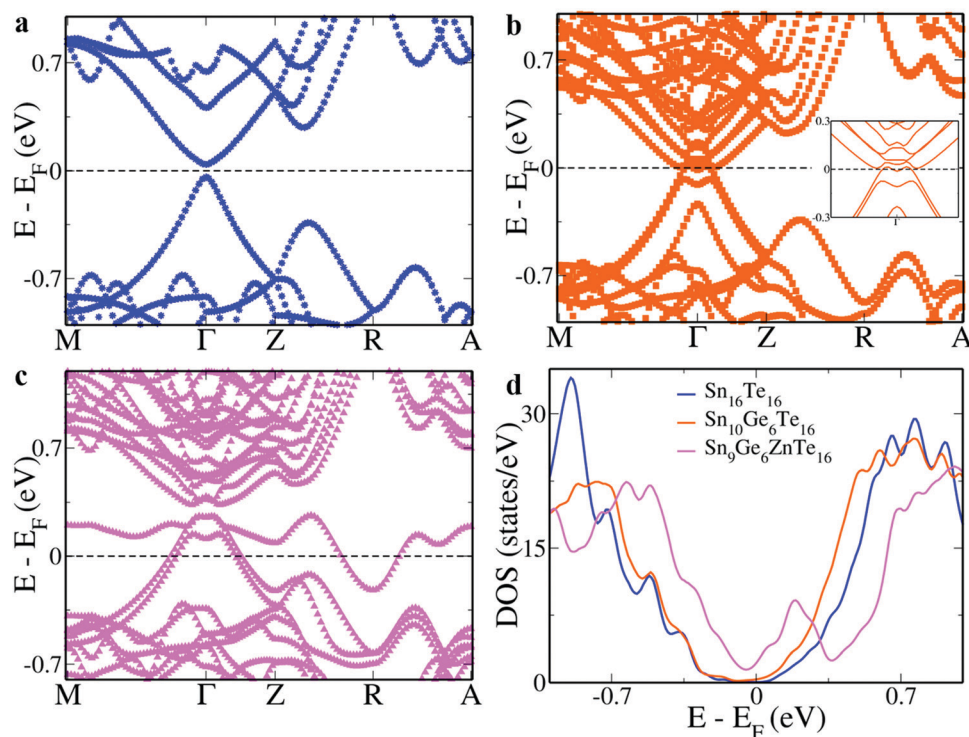 a
0.7
0
-0.7
E - E_F (eV)
M Γ Z R A
b
0.7
0
-0.7
E - E_F (eV)
M Γ Z R A
0.3
0
-0.3
Γ
c
0.7
0
-0.7
E - E_F (eV)
M Γ Z R A
d
Sn₁₆Te₁₆
Sn₁₀Ge₆Te₁₆
Sn₉Ge₆ZnTe₁₆
30
15
0
DOS (states/eV)
-0.7 0 0.7
E - E_F (eV)